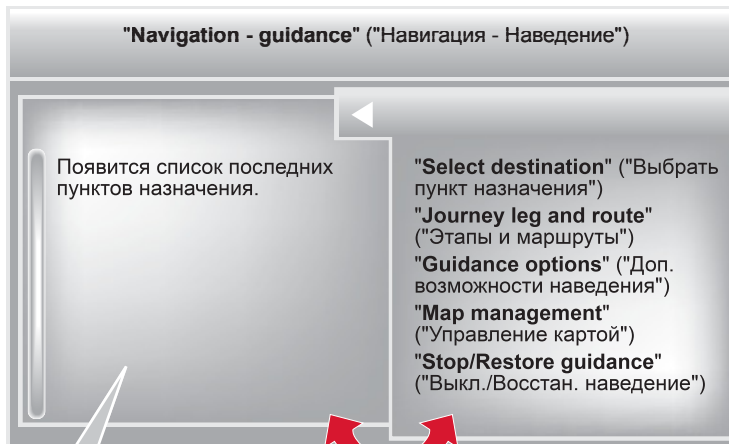 "Navigation - guidance" ("Навигация - Наведение")
Появится список последних
пунктов назначения.
"Select destination" ("Выбрать
пункт назначения")
"Journey leg and route"
("Этапы и маршруты")
"Guidance options" ("Доп.
возможности наведения")
"Map management"
("Управление картой")
"Stop/Restore guidance"
("Выкл./Восстан. наведение")